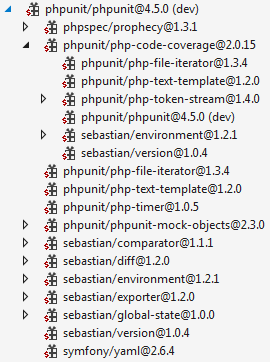 phpunit/phpunit@4.5.0 (dev)
phpspec/prophecy@1.3.1
phpunit/php-code-coverage@2.0.15
phpunit/php-file-iterator@1.3.4
phpunit/php-text-template@1.2.0
phpunit/php-token-stream@1.4.0
phpunit/phpunit@4.5.0 (dev)
sebastian/environment@1.2.1
sebastian/version@1.0.4
phpunit/php-file-iterator@1.3.4
phpunit/php-text-template@1.2.0
phpunit/php-timer@1.0.5
phpunit/phpunit-mock-objects@2.3.0
sebastian/comparator@1.1.1
sebastian/diff@1.2.0
sebastian/environment@1.2.1
sebastian/exporter@1.2.0
sebastian/global-state@1.0.0
sebastian/version@1.0.4
symfony/yaml@2.6.4